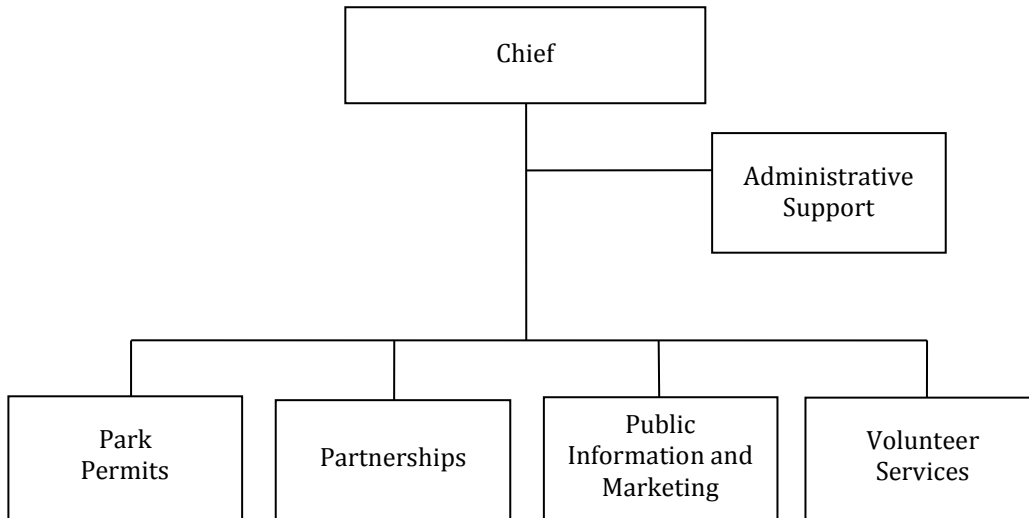 Chief
Administrative
Support
Park
Permits
Partnerships
Public
Information and
Marketing
Volunteer
Services